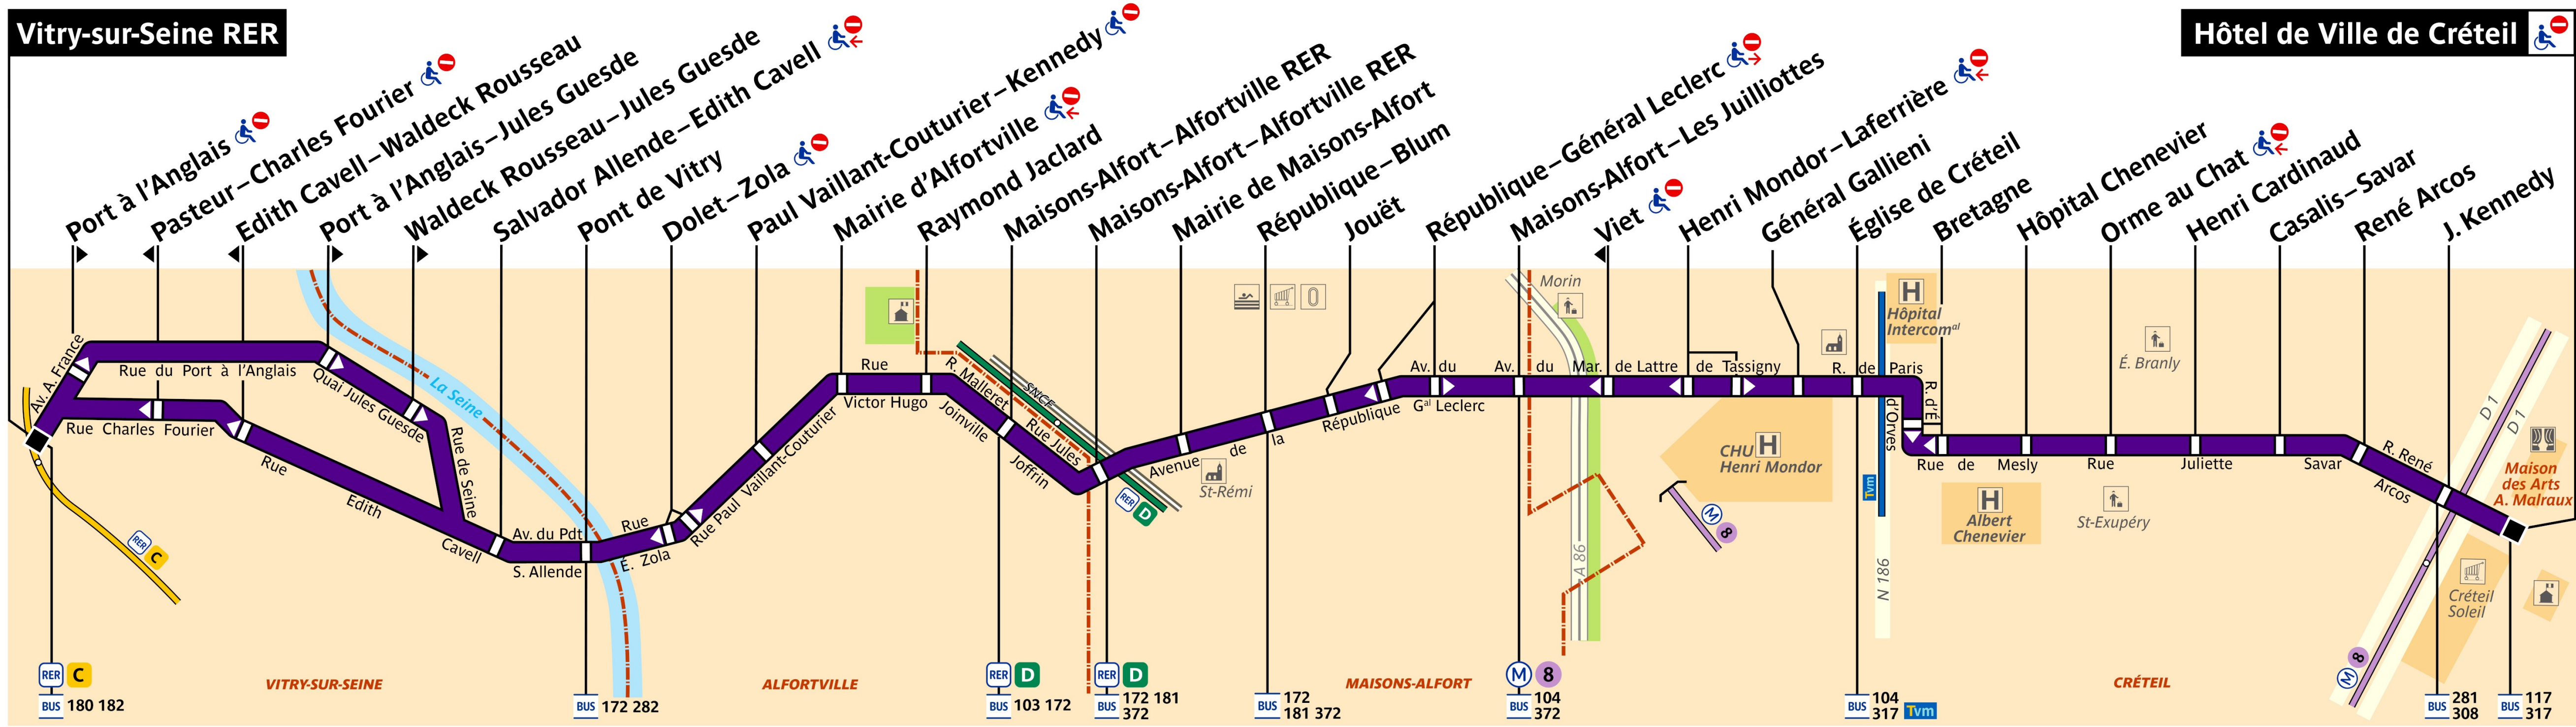 Vitry-sur-Seine RER
Hôtel de Ville de Créteil
Port à l'Anglais
Pasteur – Charles Fourier
Edith Cavell – Waldeck Rousseau
Port à l'Anglais – Jules Guesde
Waldeck Rousseau – Jules Guesde
Salvador Allende – Edith Cavell
Pont de Vitry
Dolet – Zola
Paul Vaillant-Couturier – Kennedy
Mairie d'Alfortville
Raymond Jaclard
Maisons-Alfort – Alfortville RER
Maisons-Alfort – Alfortville RER
Mairie de Maisons-Alfort
République – Blum
Jouët
République – Général Leclerc
Maisons-Alfort – Les Juilliottes
Viet
Henri Mondor – Laferrière
Général Gallieni
Église de Créteil
Bretagne
Hôpital Chenevier
Orme au Chat
Henri Cardinaud
Casalis – Savar
René Arcos
J. Kennedy
Av. A. France
Rue du Port à l'Anglais
Quai Jules Guesde
Rue de Seine
Rue Charles Fourier
Rue Edith Cavell
La Seine
Av. du Pdt
S. Allende
Rue
É. Zola
Rue Paul Vaillant-Couturier
Rue
Victor Hugo
R. Malleret
Joinville
Rue Jules
Joffrin
SNCF
RER D
Avenue de la République
St-Rémi
Av. du
Gal Leclerc
Av. du Mar. de Lattre de Tassigny
Morin
A 86
CHU H
Henri Mondor
M 8
R. de Paris
H
Hôpital
Intercomal
R. d'É
d'Orves
Tvm
N 186
Rue de Mesly
Rue Juliette Savar
H
Albert
Chenevier
É. Branly
St-Exupéry
R. René
Arcos
D 1
D 1
Maison
des Arts
A. Malraux
Créteil
Soleil
M 8
RER C
RER C
BUS 180 182
VITRY-SUR-SEINE
BUS 172 282
ALFORTVILLE
RER D
BUS 103 172
RER D
BUS 172 181
372
BUS 172
181 372
MAISONS-ALFORT
M 8
BUS 104
372
BUS 104
317 Tvm
CRÉTEIL
BUS 281
308
BUS 117
317